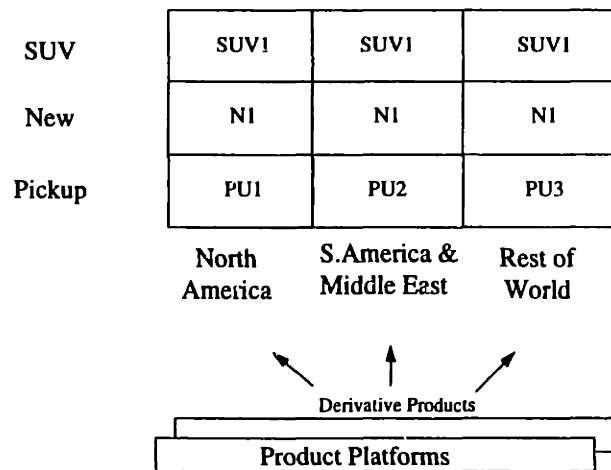 SUV SUV1 SUV1 SUV1
New N1 N1 N1
Pickup PU1 PU2 PU3
North America
S.America & Middle East
Rest of World
Derivative Products
Product Platforms